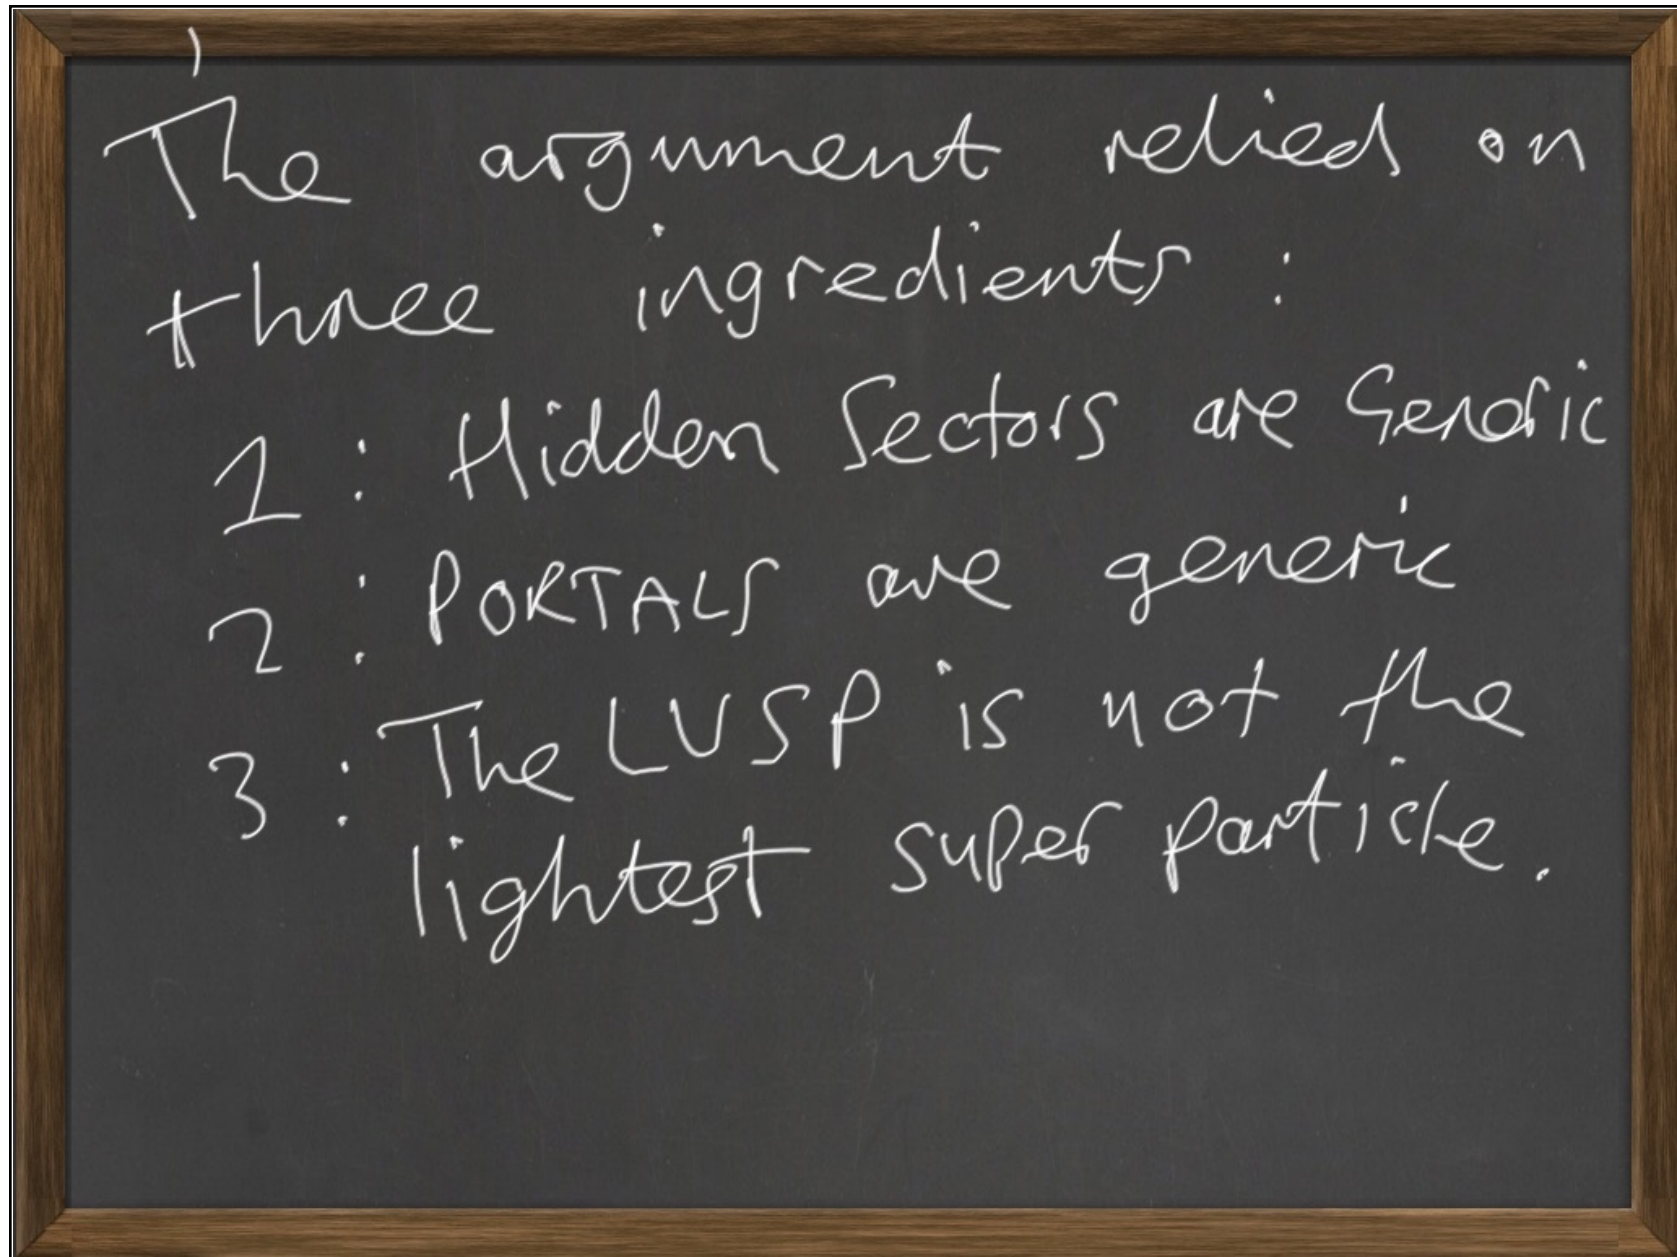 The argument relied on
three ingredients :
1 : Hidden Sectors are Generic
2 : PORTALS are generic
3 : The LVSP is not the
lightest super particle.